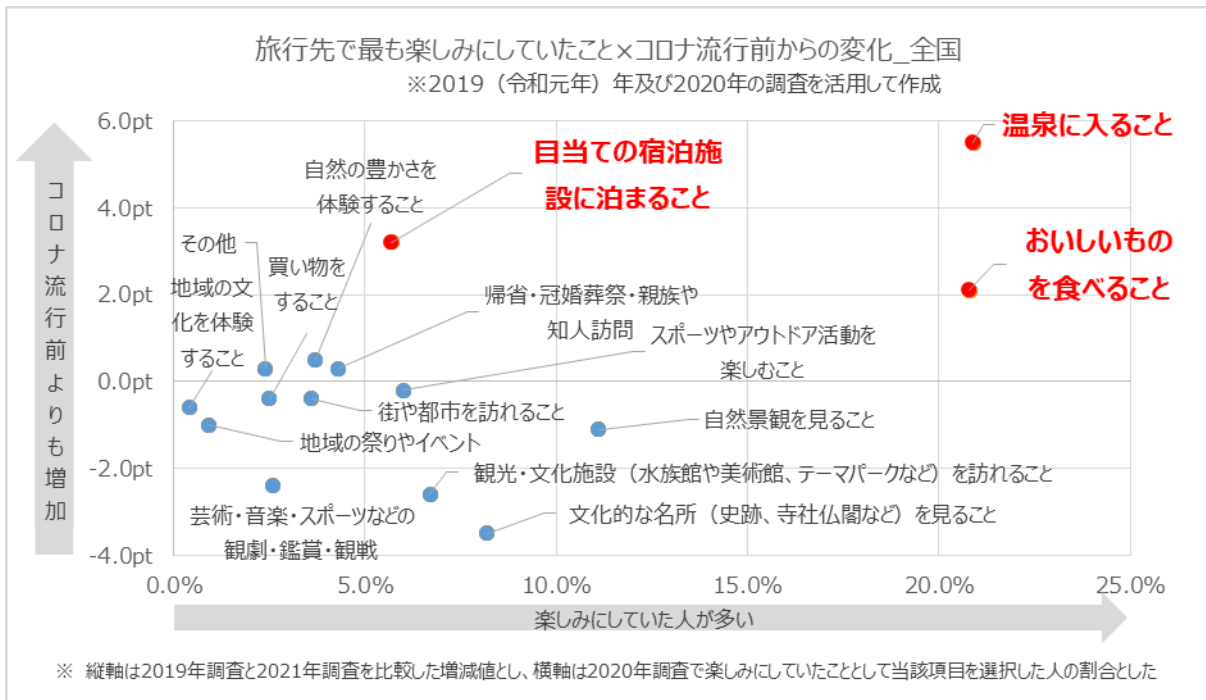 旅行先で最も楽しみにしていたこと×コロナ流行前からの変化_全国
※2019（令和元年）年及び2020年の調査を活用して作成
コロナ流行前よりも増加
6.0pt
4.0pt
2.0pt
0.0pt
-2.0pt
-4.0pt
温泉に入ること
目当ての宿泊施
設に泊まること
自然の豊かさを
体験すること
おいしいもの
を食べること
その他
買い物を
すること
地域の文
化を体験
すること
帰省・冠婚葬祭・親族や
知人訪問
スポーツやアウトドア活動を
楽しむこと
街や都市を訪れること
自然景観を見ること
地域の祭りやイベント
観光・文化施設（水族館や美術館、テーマパークなど）を訪れること
文化的な名所（史跡、寺社仏閣など）を見ること
芸術・音楽・スポーツなどの
観劇・鑑賞・観戦
0.0%
5.0%
10.0%
15.0%
20.0%
25.0%
楽しみにしていた人が多い
※ 縦軸は2019年調査と2021年調査を比較した増減値とし、横軸は2020年調査で楽しみにしていたこととして当該項目を選択した人の割合とした